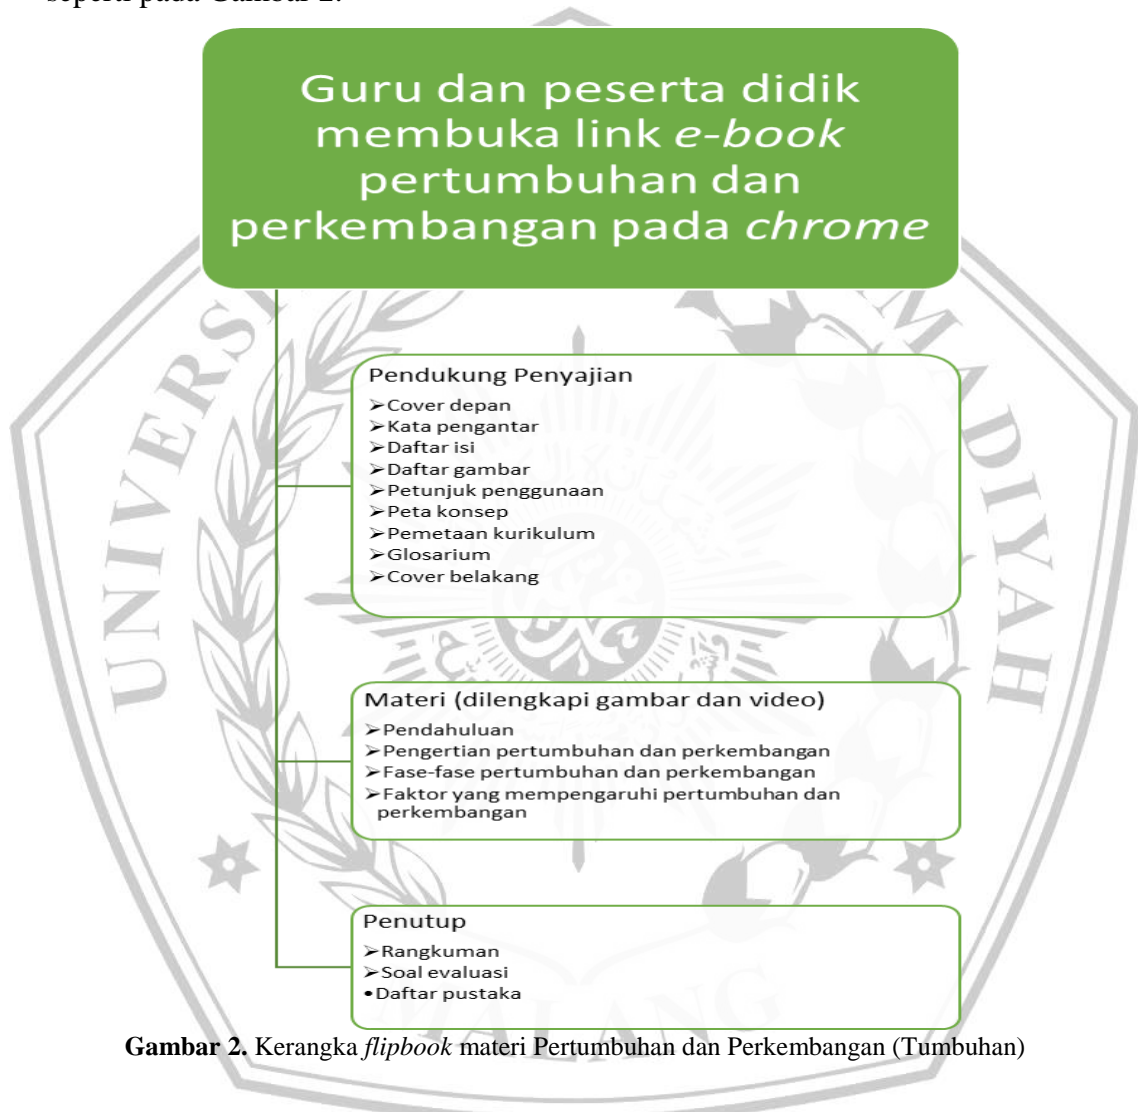 seperti pada Gambar 2.
Guru dan peserta didik
membuka link e-book
pertumbuhan dan
perkembangan pada chrome
Pendukung Penyajian
➢Cover depan
➢Kata pengantar
➢Daftar isi
➢Daftar gambar
➢Petunjuk penggunaan
➢Peta konsep
➢Pemetaan kurikulum
➢Glosarium
➢Cover belakang
Materi (dilengkapi gambar dan video)
➢Pendahuluan
➢Pengertian pertumbuhan dan perkembangan
➢Fase-fase pertumbuhan dan perkembangan
➢Faktor yang mempengaruhi pertumbuhan dan
perkembangan
Penutup
➢Rangkuman
➢Soal evaluasi
•Daftar pustaka
MALANG
Gambar 2. Kerangka flipbook materi Pertumbuhan dan Perkembangan (Tumbuhan)